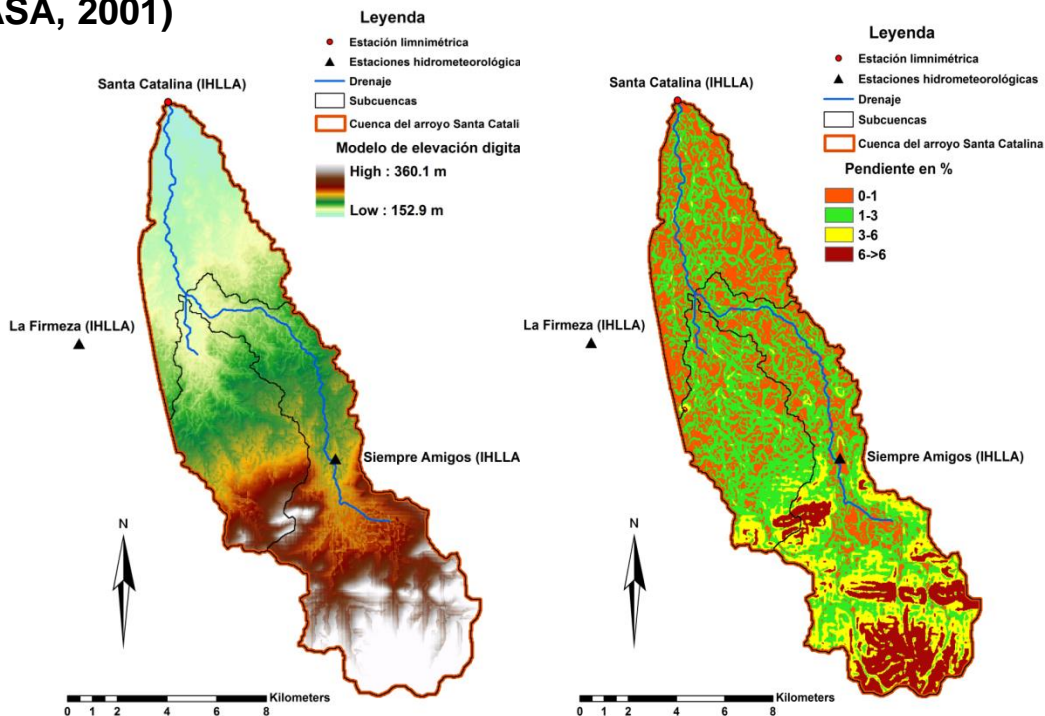 ASA, 2001)
Leyenda
Estación limnimétrica
Estaciones hidrometeorológica
Drenaje
Subcuencas
Cuenca del arroyo Santa Catali
Modelo de elevación digita
High : 360.1 m
Low : 152.9 m
Santa Catalina (IHLLA)
La Firmeza (IHLLA)
Siempre Amigos (IHLLA
N
Kilometers
0 1 2 4 6 8
Leyenda
Estación limnimétrica
Estaciones hidrometeorológicas
Drenaje
Subcuencas
Cuenca del arroyo Santa Catalina
Pendiente en %
0-1
1-3
3-6
6->6
Santa Catalina (IHLLA)
La Firmeza (IHLLA)
Siempre Amigos (IHLLA)
N
Kilometers
0 1 2 4 6 8